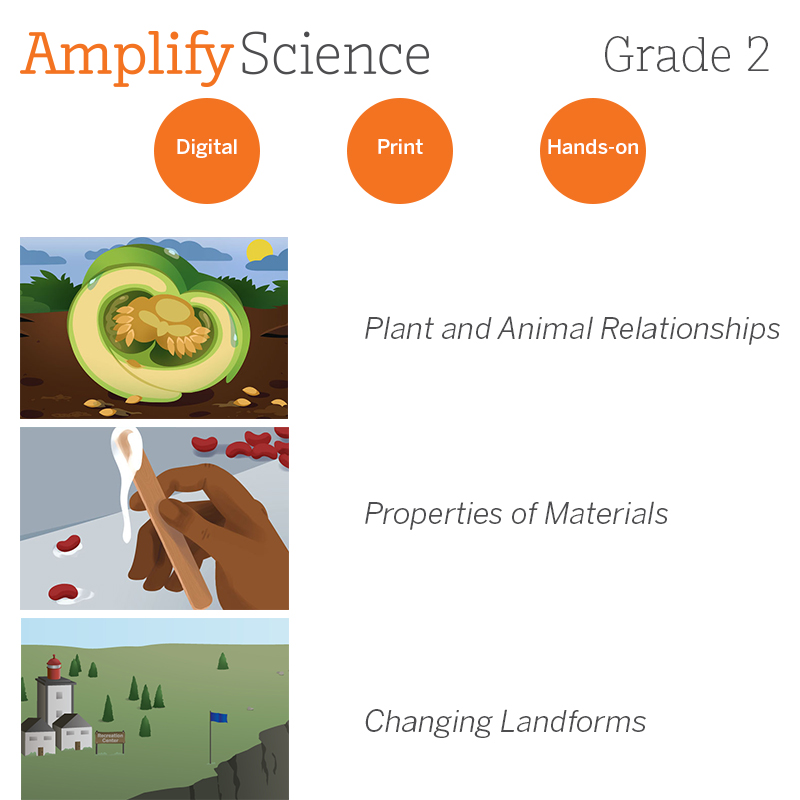 Amplify Science
Grade 2
Digital
Print
Hands-on
Plant and Animal Relationships
Properties of Materials
Recreation
Center
Changing Landforms